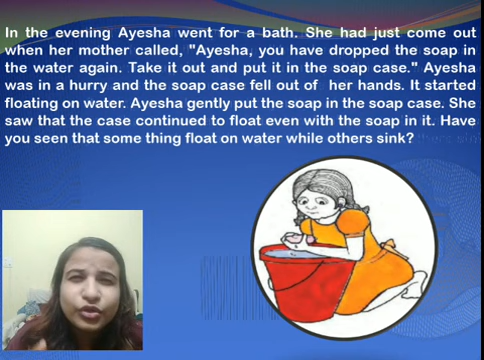 In the evening Ayesha went for a bath. She had just come out
when her mother called, "Ayesha, you have dropped the soap in
the water again. Take it out and put it in the soap case." Ayesha
was in a hurry and the soap case fell out of her hands. It started
floating on water. Ayesha gently put the soap in the soap case. She
saw that the case continued to float even with the soap in it. Have
you seen that some thing float on water while others sink?